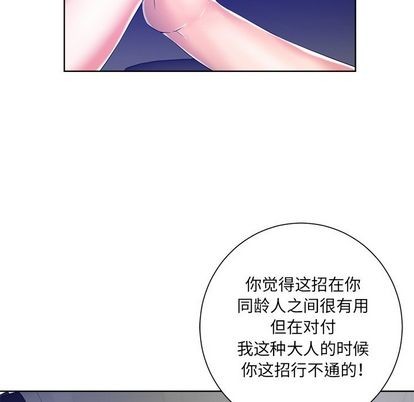 你觉得这招在你
同龄人之间很有用
但在对付
我这种大人的时候
你这招行不通的!